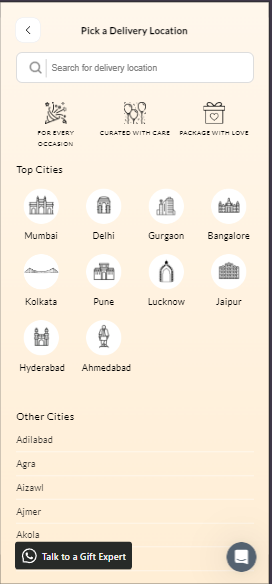 Pick a Delivery Location
Search for delivery location
FOR EVERY
OCCASION
CURATED WITH CARE
PACKAGE WITH LOVE
Top Cities
Mumbai
Delhi
Gurgaon
Bangalore
Kolkata
Pune
Lucknow
Jaipur
Hyderabad
Ahmedabad
Other Cities
Adilabad
Agra
Aizawl
Ajmer
Akola
Talk to a Gift Expert